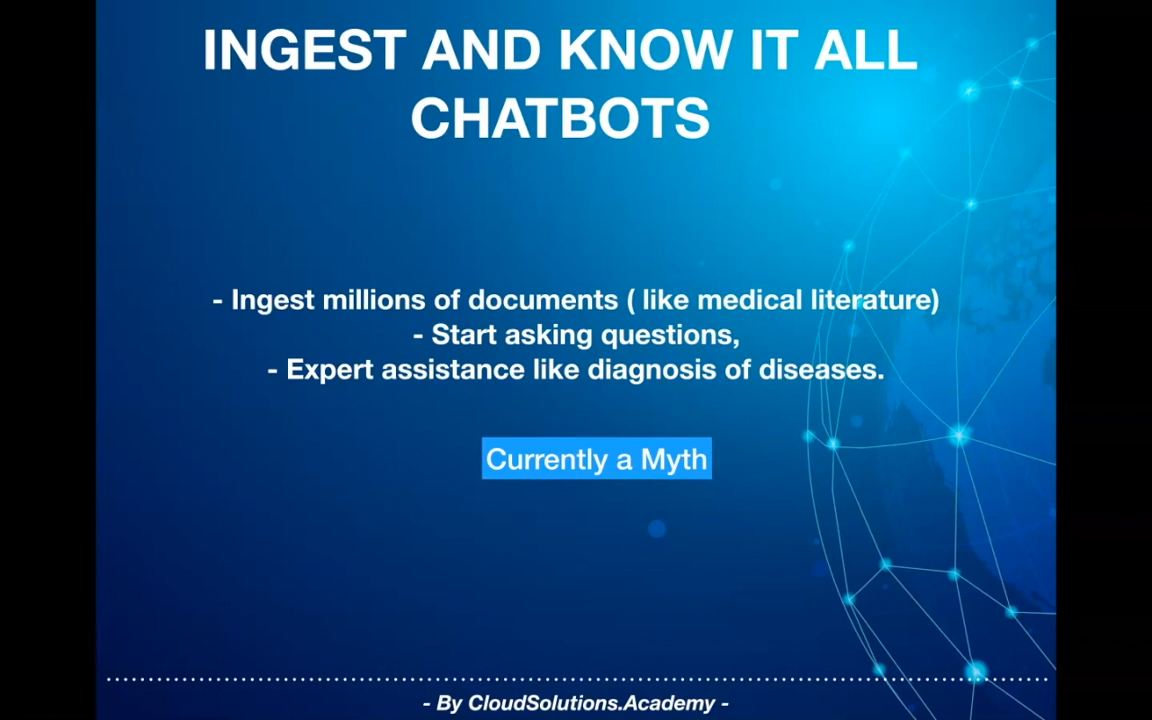 INGEST AND KNOW IT ALL
CHATBOTS
- Ingest millions of documents ( like medical literature)
- Start asking questions,
- Expert assistance like diagnosis of diseases.
Currently a Myth
- By CloudSolutions.Academy -